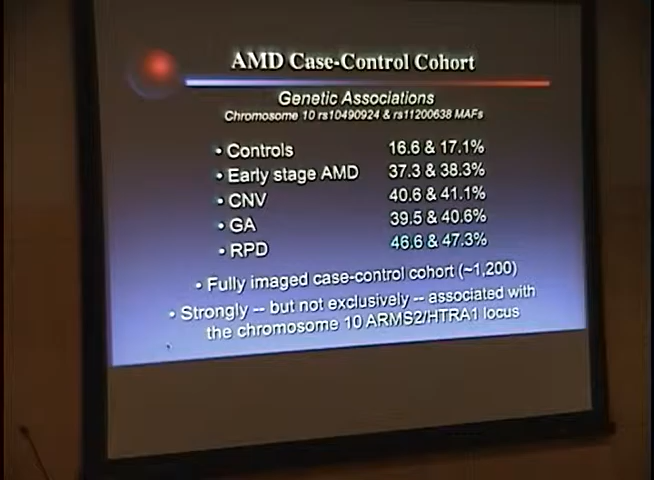 AMD Case-Control Cohort
Genetic Associations
Chromosome 10 rs10490924 & rs11200638 MAFs
• Controls 16.6 & 17.1%
• Early stage AMD 37.3 & 38.3%
• CNV 40.6 & 41.1%
• GA 39.5 & 40.6%
• RPD 46.6 & 47.3%
• Fully imaged case-control cohort (~1,200)
• Strongly -- but not exclusively -- associated with
the chromosome 10 ARMS2/HTRA1 locus